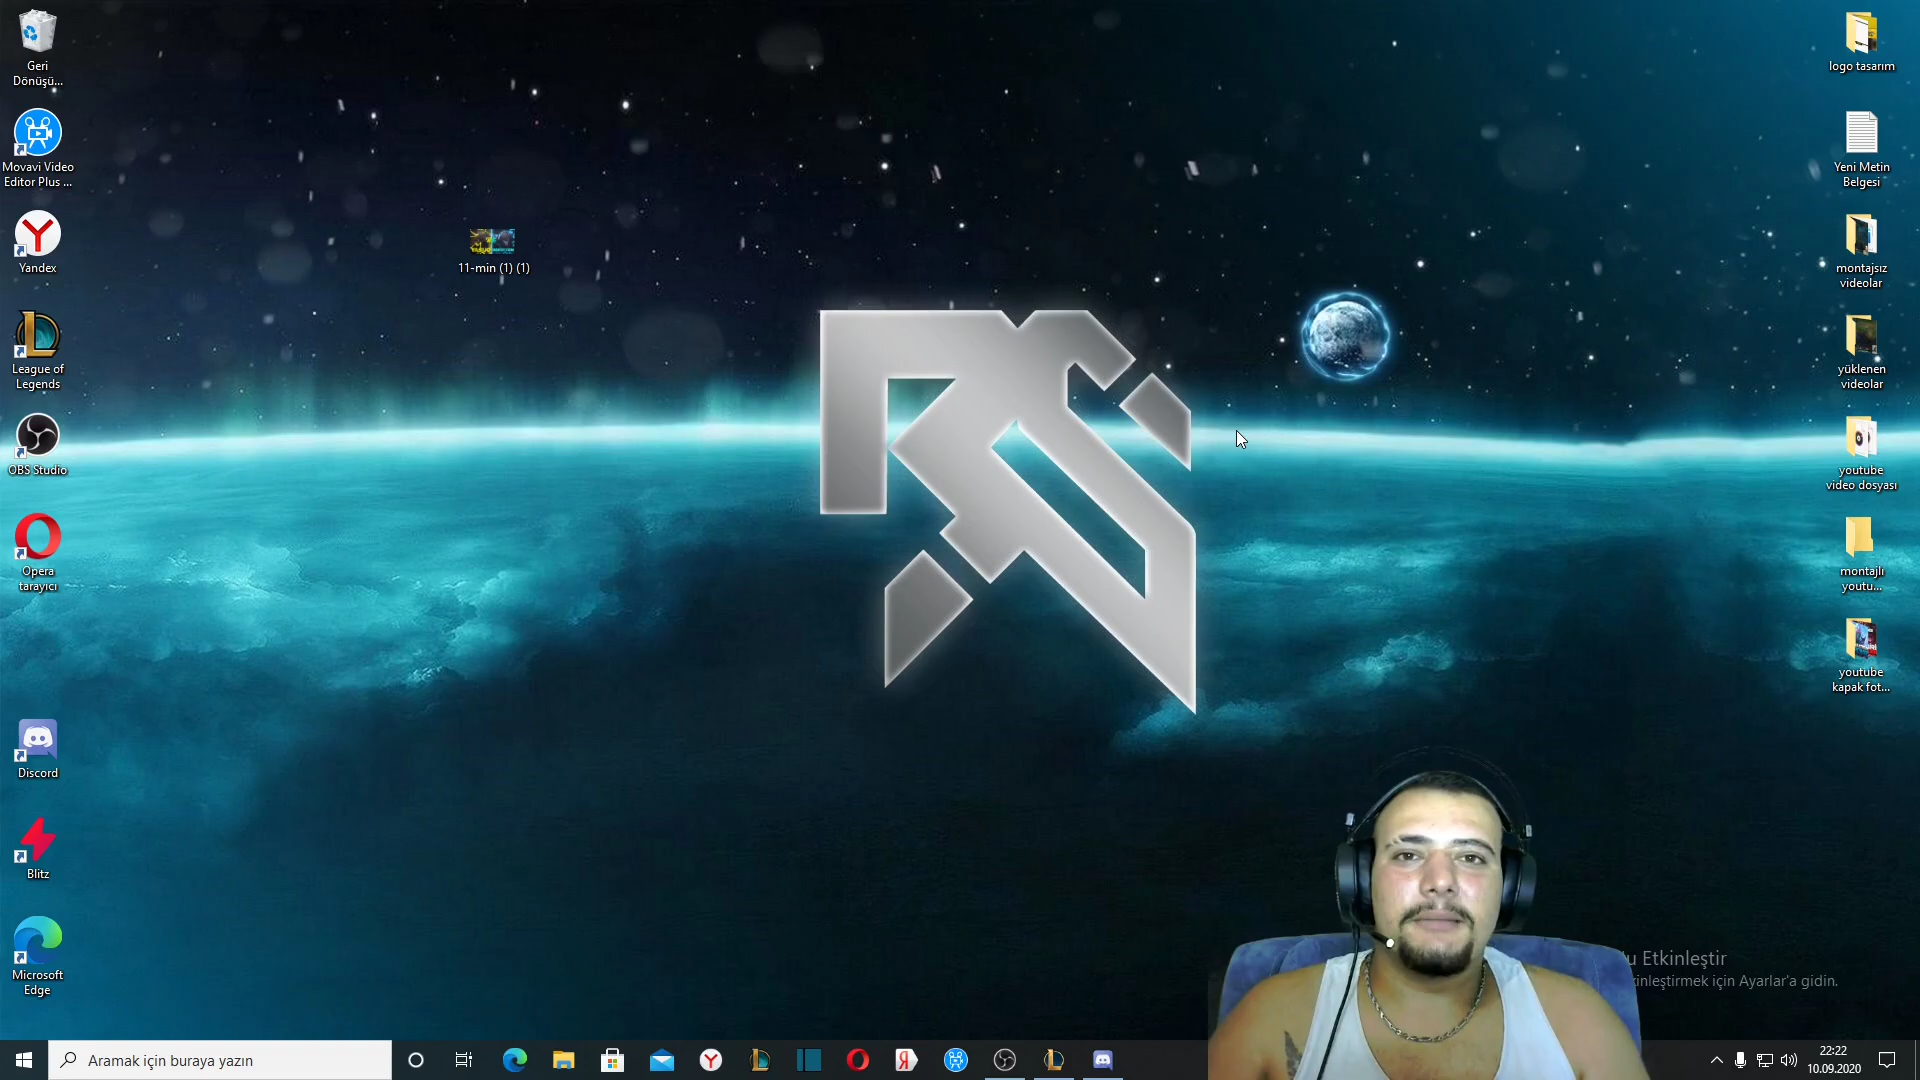 Geri
Dönüşü...
Movavi Video
Editor Plus ...
Yandex
League of
Legends
OBS Studio
Opera
tarayıcı
Discord
Blitz
Microsoft
Edge
11-min (1) (1)
logo tasarım
Yeni Metin
Belgesi
montajsız
videolar
yüklenen
videolar
youtube
video dosyası
montajlı
youtu...
youtube
kapak fot...
Etkinleştir
için Ayarlar'a gidin.
Aramak için buraya yazın
22:22
10.09.2020